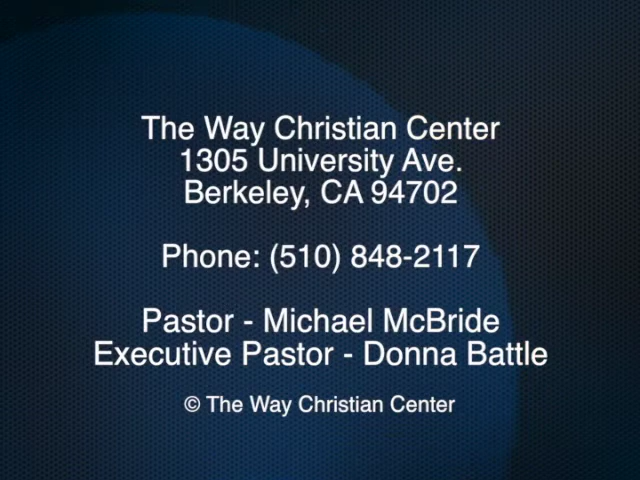 The Way Christian Center
1305 University Ave.
Berkeley, CA 94702
Phone: (510) 848-2117
Pastor - Michael McBride
Executive Pastor - Donna Battle
© The Way Christian Center